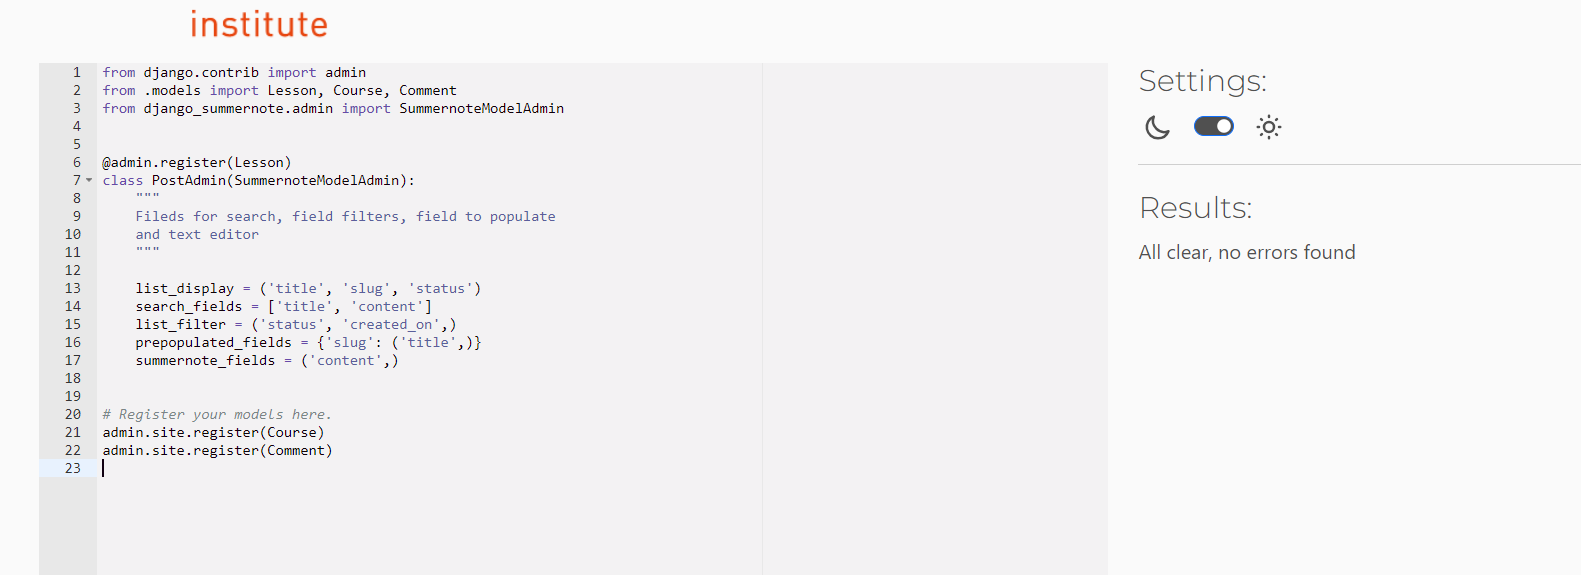 institute
1 from django.contrib import admin
2 from .models import Lesson, Course, Comment
3 from django_summernote.admin import SummernoteModelAdmin
4
5
6 @admin.register(Lesson)
7 class PostAdmin(SummernoteModelAdmin):
8     """
9     Fileds for search, field filters, field to populate
10     and text editor
11     """
12
13     list_display = ('title', 'slug', 'status')
14     search_fields = ['title', 'content']
15     list_filter = ('status', 'created_on',)
16     prepopulated_fields = {'slug': ('title',)}
17     summernote_fields = ('content',)
18
19
20 # Register your models here.
21 admin.site.register(Course)
22 admin.site.register(Comment)
23
Settings:
Results:
All clear, no errors found